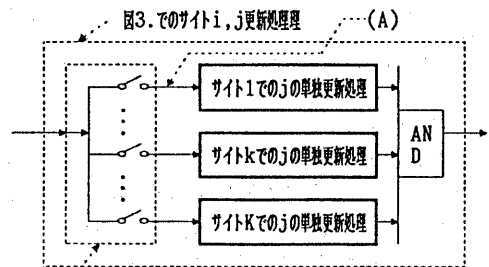 図3.でのサイトi,j更新処理理 (A)
サイト1でのjの単独更新処理
サイトkでのjの単独更新処理
サイトKでのjの単独更新処理
AN
D